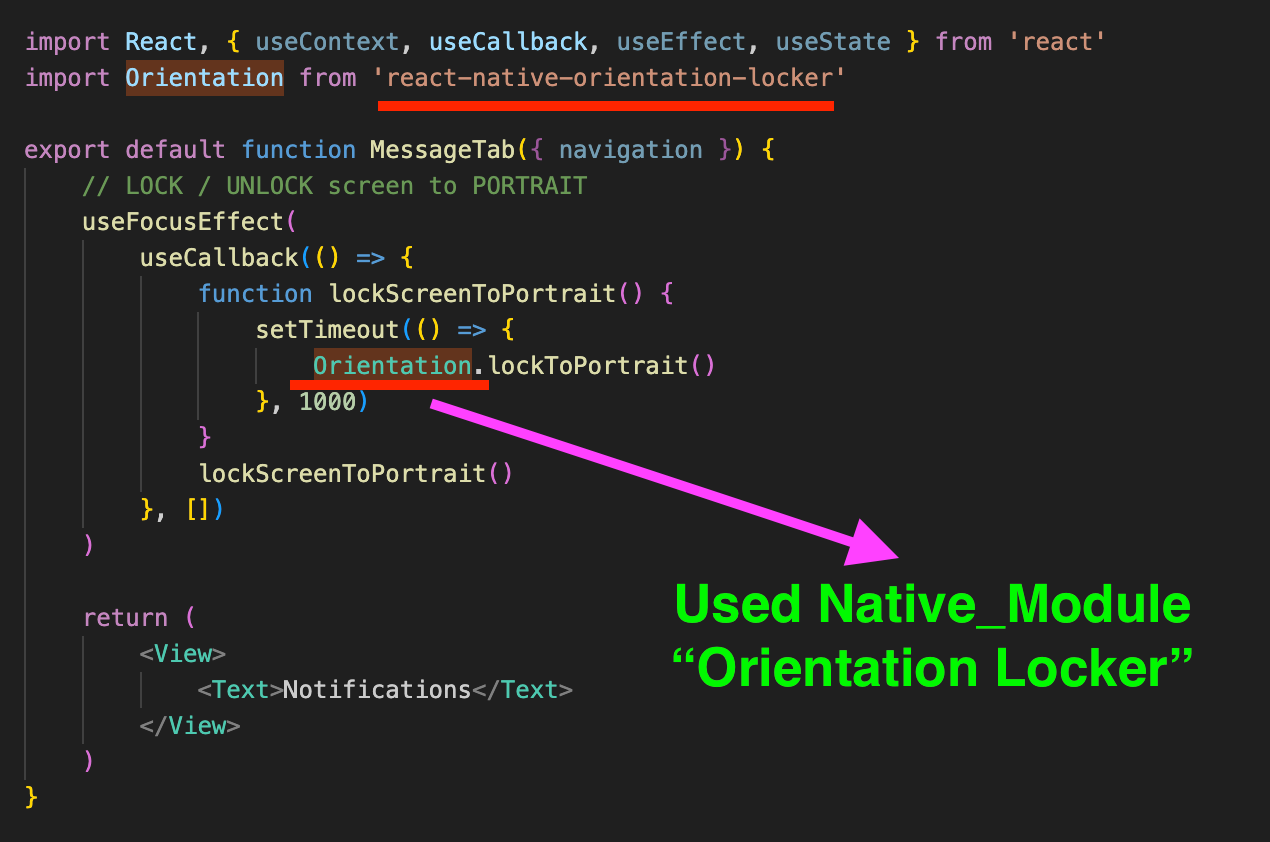 import React, { useContext, useCallback, useEffect, useState } from 'react'
import Orientation from 'react-native-orientation-locker'
export default function MessageTab({ navigation }) {
// LOCK / UNLOCK screen to PORTRAIT
useFocusEffect(
useCallback(() => {
function lockScreenToPortrait() {
setTimeout(() => {
Orientation.lockToPortrait()
}, 1000)
}
lockScreenToPortrait()
}, [])
)
return (
<View>
<Text>Notifications</Text>
</View>
)
}
Used Native_Module
“Orientation Locker”